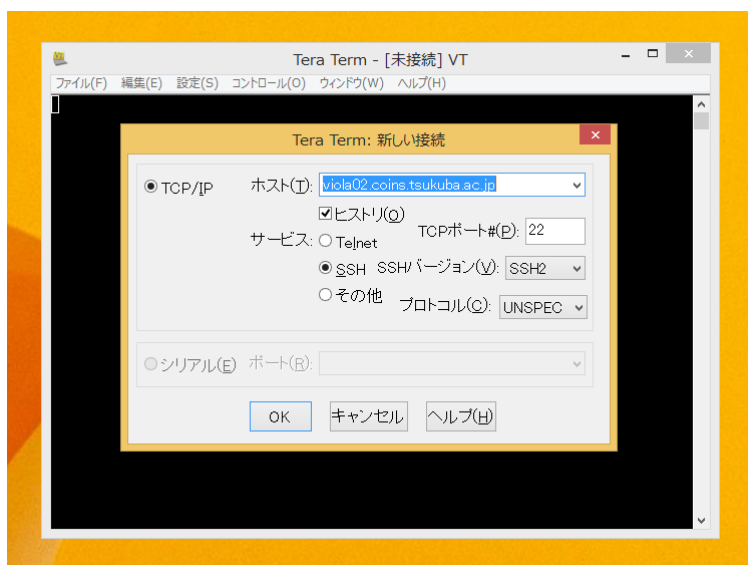 Tera Term - [未接続] VT
ファイル(F) 編集(E) 設定(S) コントロール(O) ウィンドウ(W) ヘルプ(H)
Tera Term: 新しい接続
TCP/IP ホスト(T): viola02.coins.tsukuba.ac.jp
ヒストリ(O)
サービス: Telnet TCPポート#(P): 22
SSH SSHバージョン(V): SSH2
その他 プロトコル(C): UNSPEC
シリアル(E) ポート(R):
OK キャンセル ヘルプ(H)